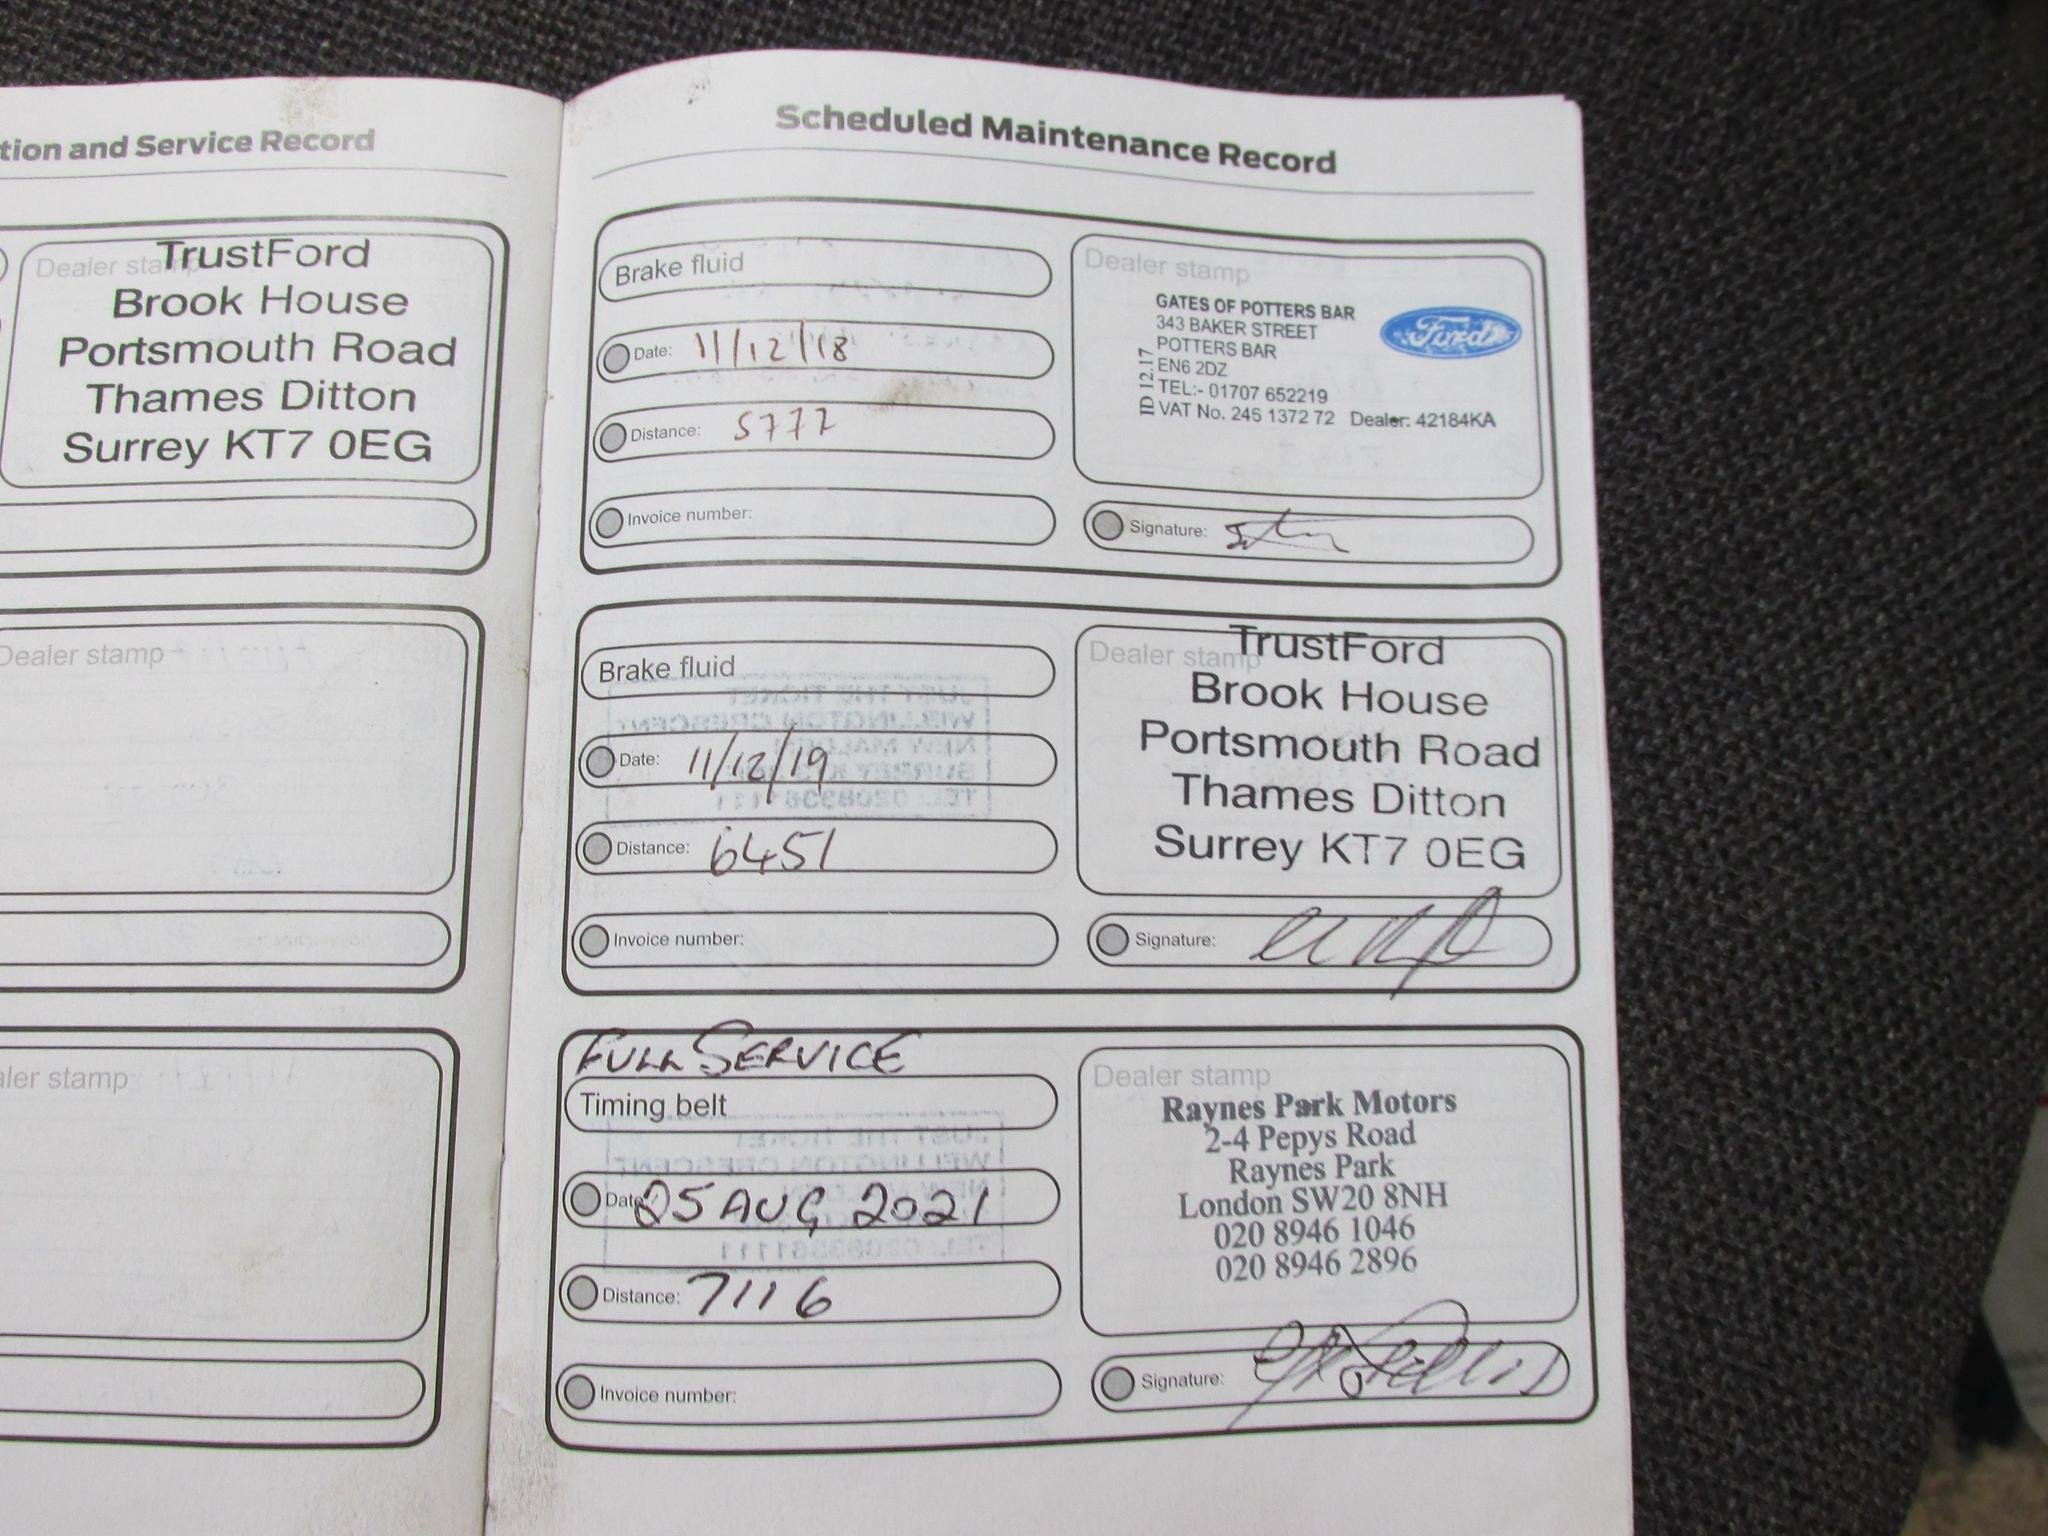 tion and Service Record
Dealer stamp
TrustFord
Brook House
Portsmouth Road
Thames Ditton
Surrey KT7 0EG
Dealer stamp
aler stamp
Scheduled Maintenance Record
Brake fluid
Date: 11/12/18
Distance: 5777
Invoice number:
Dealer stamp
GATES OF POTTERS BAR
343 BAKER STREET
POTTERS BAR
EN6 2DZ
TEL:- 01707 652219
VAT No. 245 1372 72 Dealer: 42184KA
ID 12.17
Ford
Signature:
Brake fluid
Date: 11/12/19
Distance: 6451
Invoice number:
Dealer stamp
TrustFord
Brook House
Portsmouth Road
Thames Ditton
Surrey KT7 0EG
Signature:
FULL SERVICE
Timing belt
Date: 25 AUG 2021
Distance: 7116
Invoice number:
Dealer stamp
Raynes Park Motors
2-4 Pepys Road
Raynes Park
London SW20 8NH
020 8946 1046
020 8946 2896
Signature: